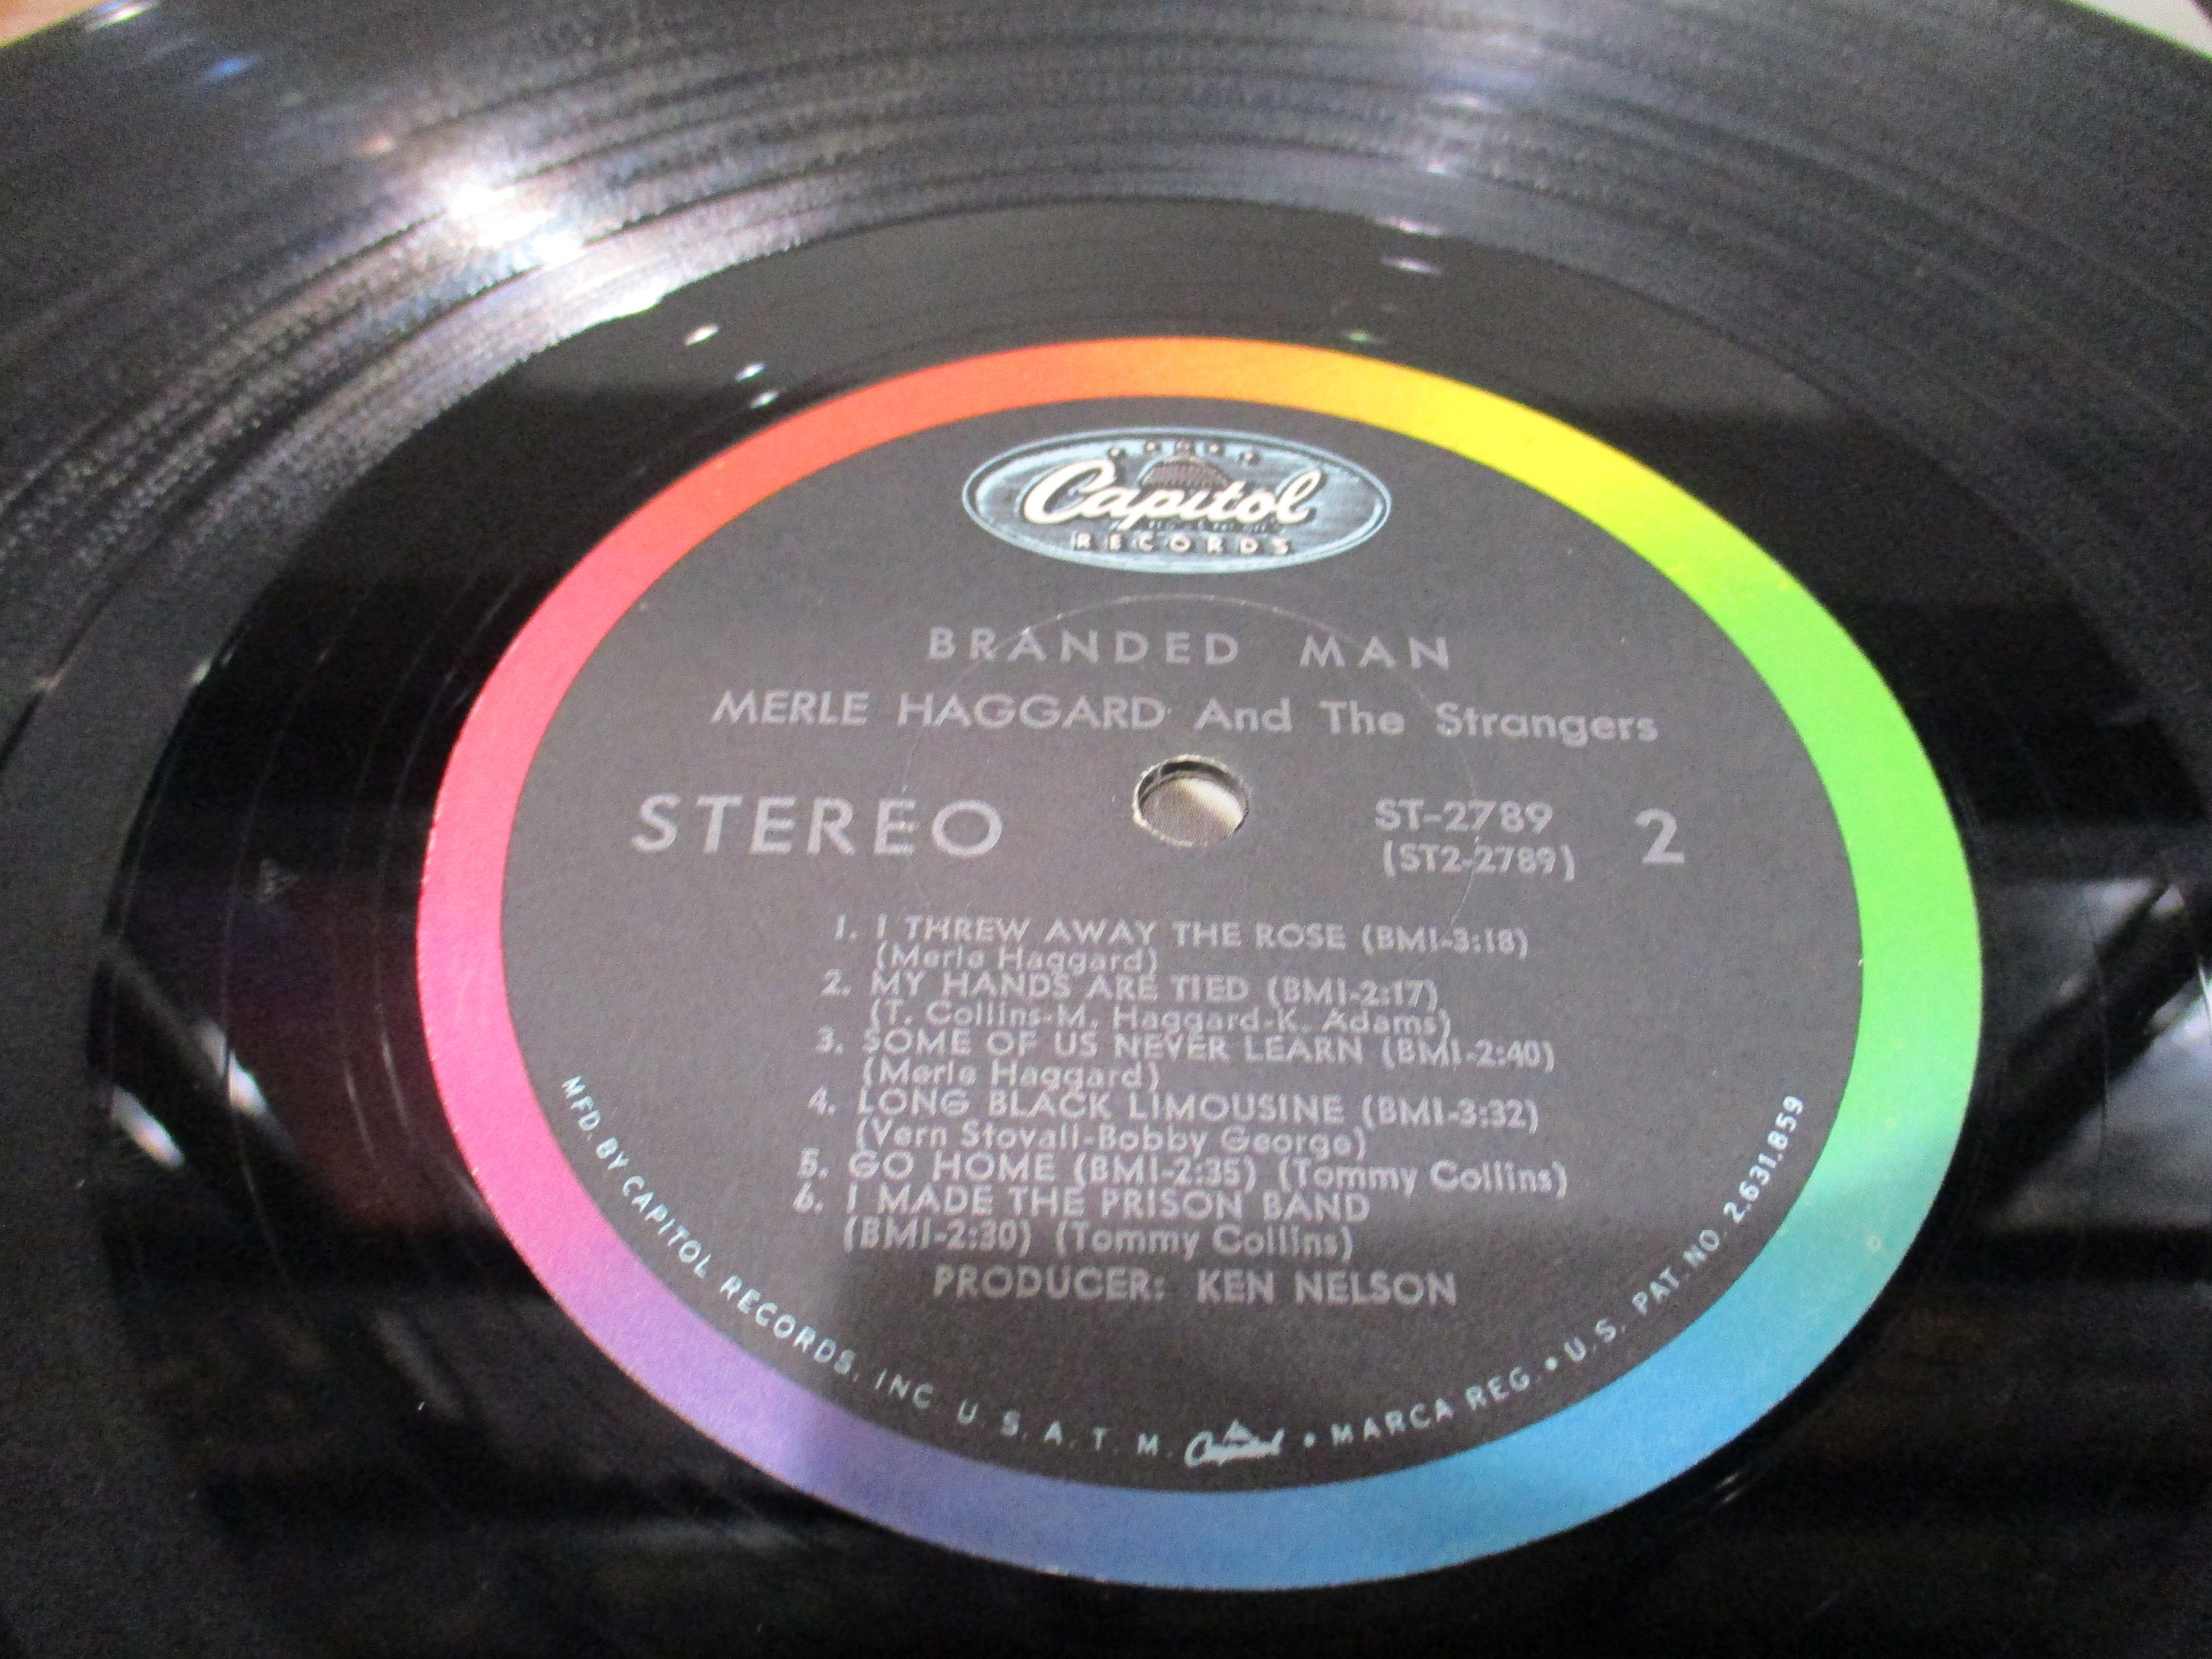 Capitol
RECORDS
BRANDED MAN
MERLE HAGGARD And The Strangers
STEREO
ST-2789
(ST2-2789)
2
1. I THREW AWAY THE ROSE (BMI-3:18)
(Merle Haggard)
2. MY HANDS ARE TIED (BMI-2:17)
(T. Collins-M. Haggard-K. Adams)
3. SOME OF US NEVER LEARN (BMI-2:40)
(Merle Haggard)
4. LONG BLACK LIMOUSINE (BMI-3:32)
(Vern Stovall-Bobby George)
5. GO HOME (BMI-2:35) (Tommy Collins)
6. I MADE THE PRISON BAND
(BMI-2:30) (Tommy Collins)
PRODUCER: KEN NELSON
MFD. BY CAPITOL RECORDS, INC U. S. A. T. M. Capitol • MARCA REG. • U.S. PAT. NO. 2,631,859